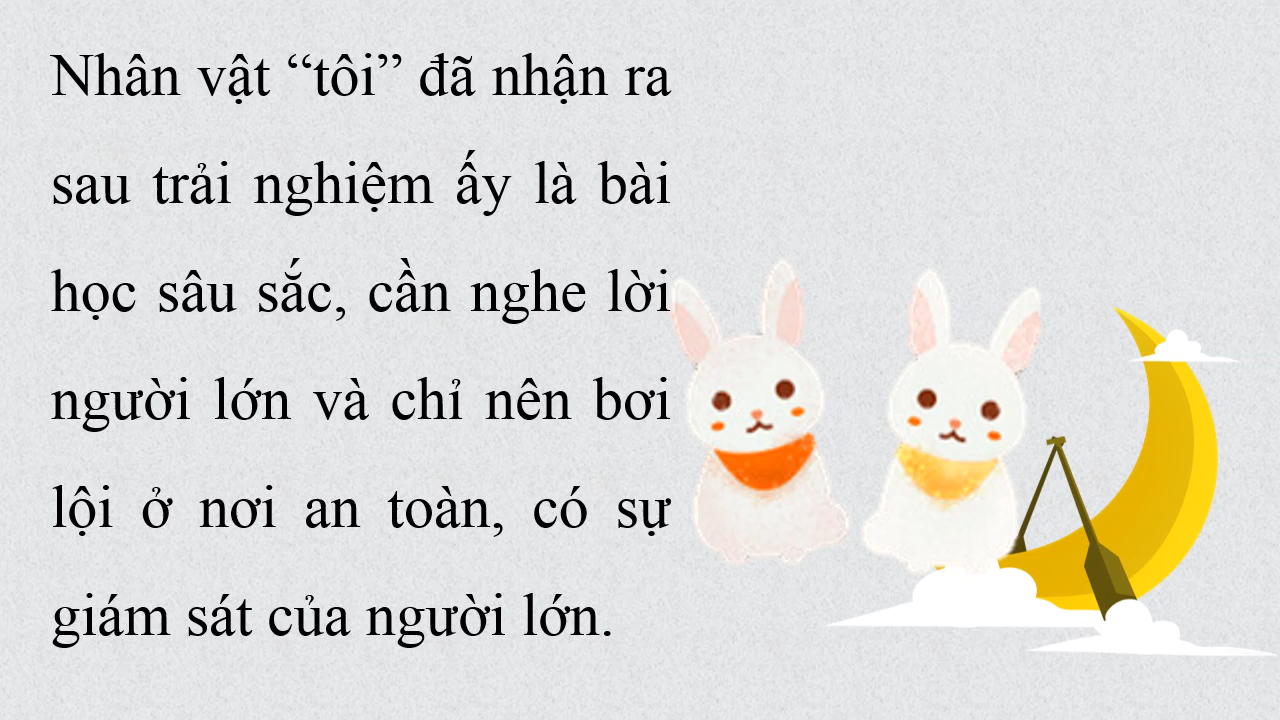 Nhân vật “tôi” đã nhận ra
sau trải nghiệm ấy là bài
học sâu sắc, cần nghe lời
người lớn và chỉ nên bơi
lội ở nơi an toàn, có sự
giám sát của người lớn.